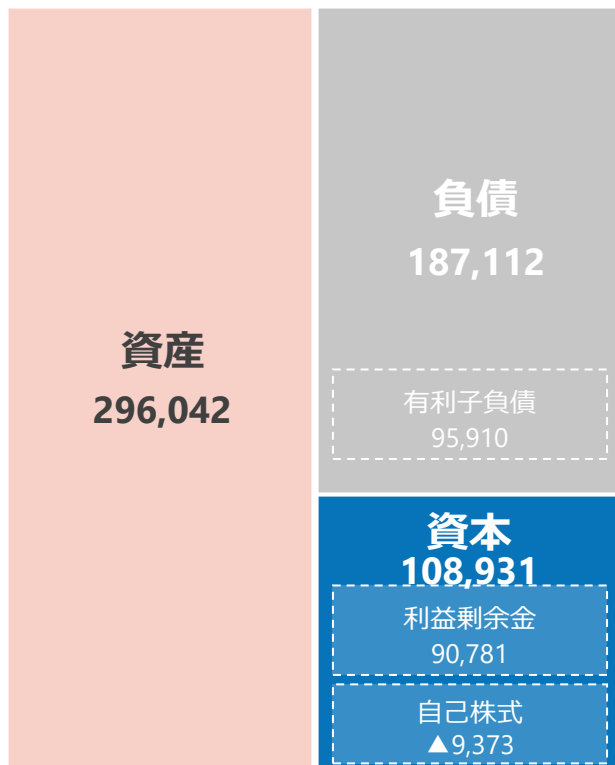 資産
296,042
負債
187,112
有利子負債
95,910
資本
108,931
利益剰余金
90,781
自己株式
▲9,373